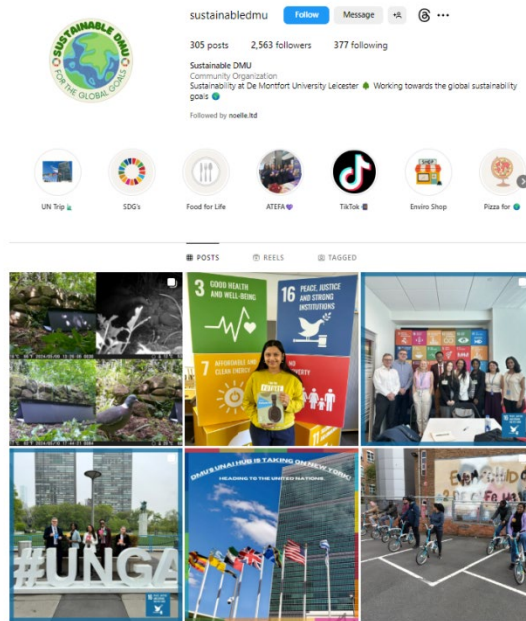 sustainabledmu Follow Message
305 posts 2,563 followers 377 following
SUSTAINABLE DMU
FOR THE GLOBAL GOALS
Sustainable DMU
Community Organization
Sustainability at De Montfort University Leicester 🌲 Working towards the global sustainability
goals 🌍
Followed by noelle.ltd
UN Trip SDG's Food for Life ATEFA💜 TikTok Enviro Shop Pizza for 🌍
SHOP
POSTS REELS TAGGED
3 GOOD HEALTH
AND WELL-BEING
16 PEACE, JUSTICE
AND STRONG
INSTITUTIONS
7 AFFORDABLE AND
CLEAN ENERGY
#UNGA
DMU'S UNAI HUB IS TAKING ON NEW YORK!
HEADING TO THE UNITED NATIONS.